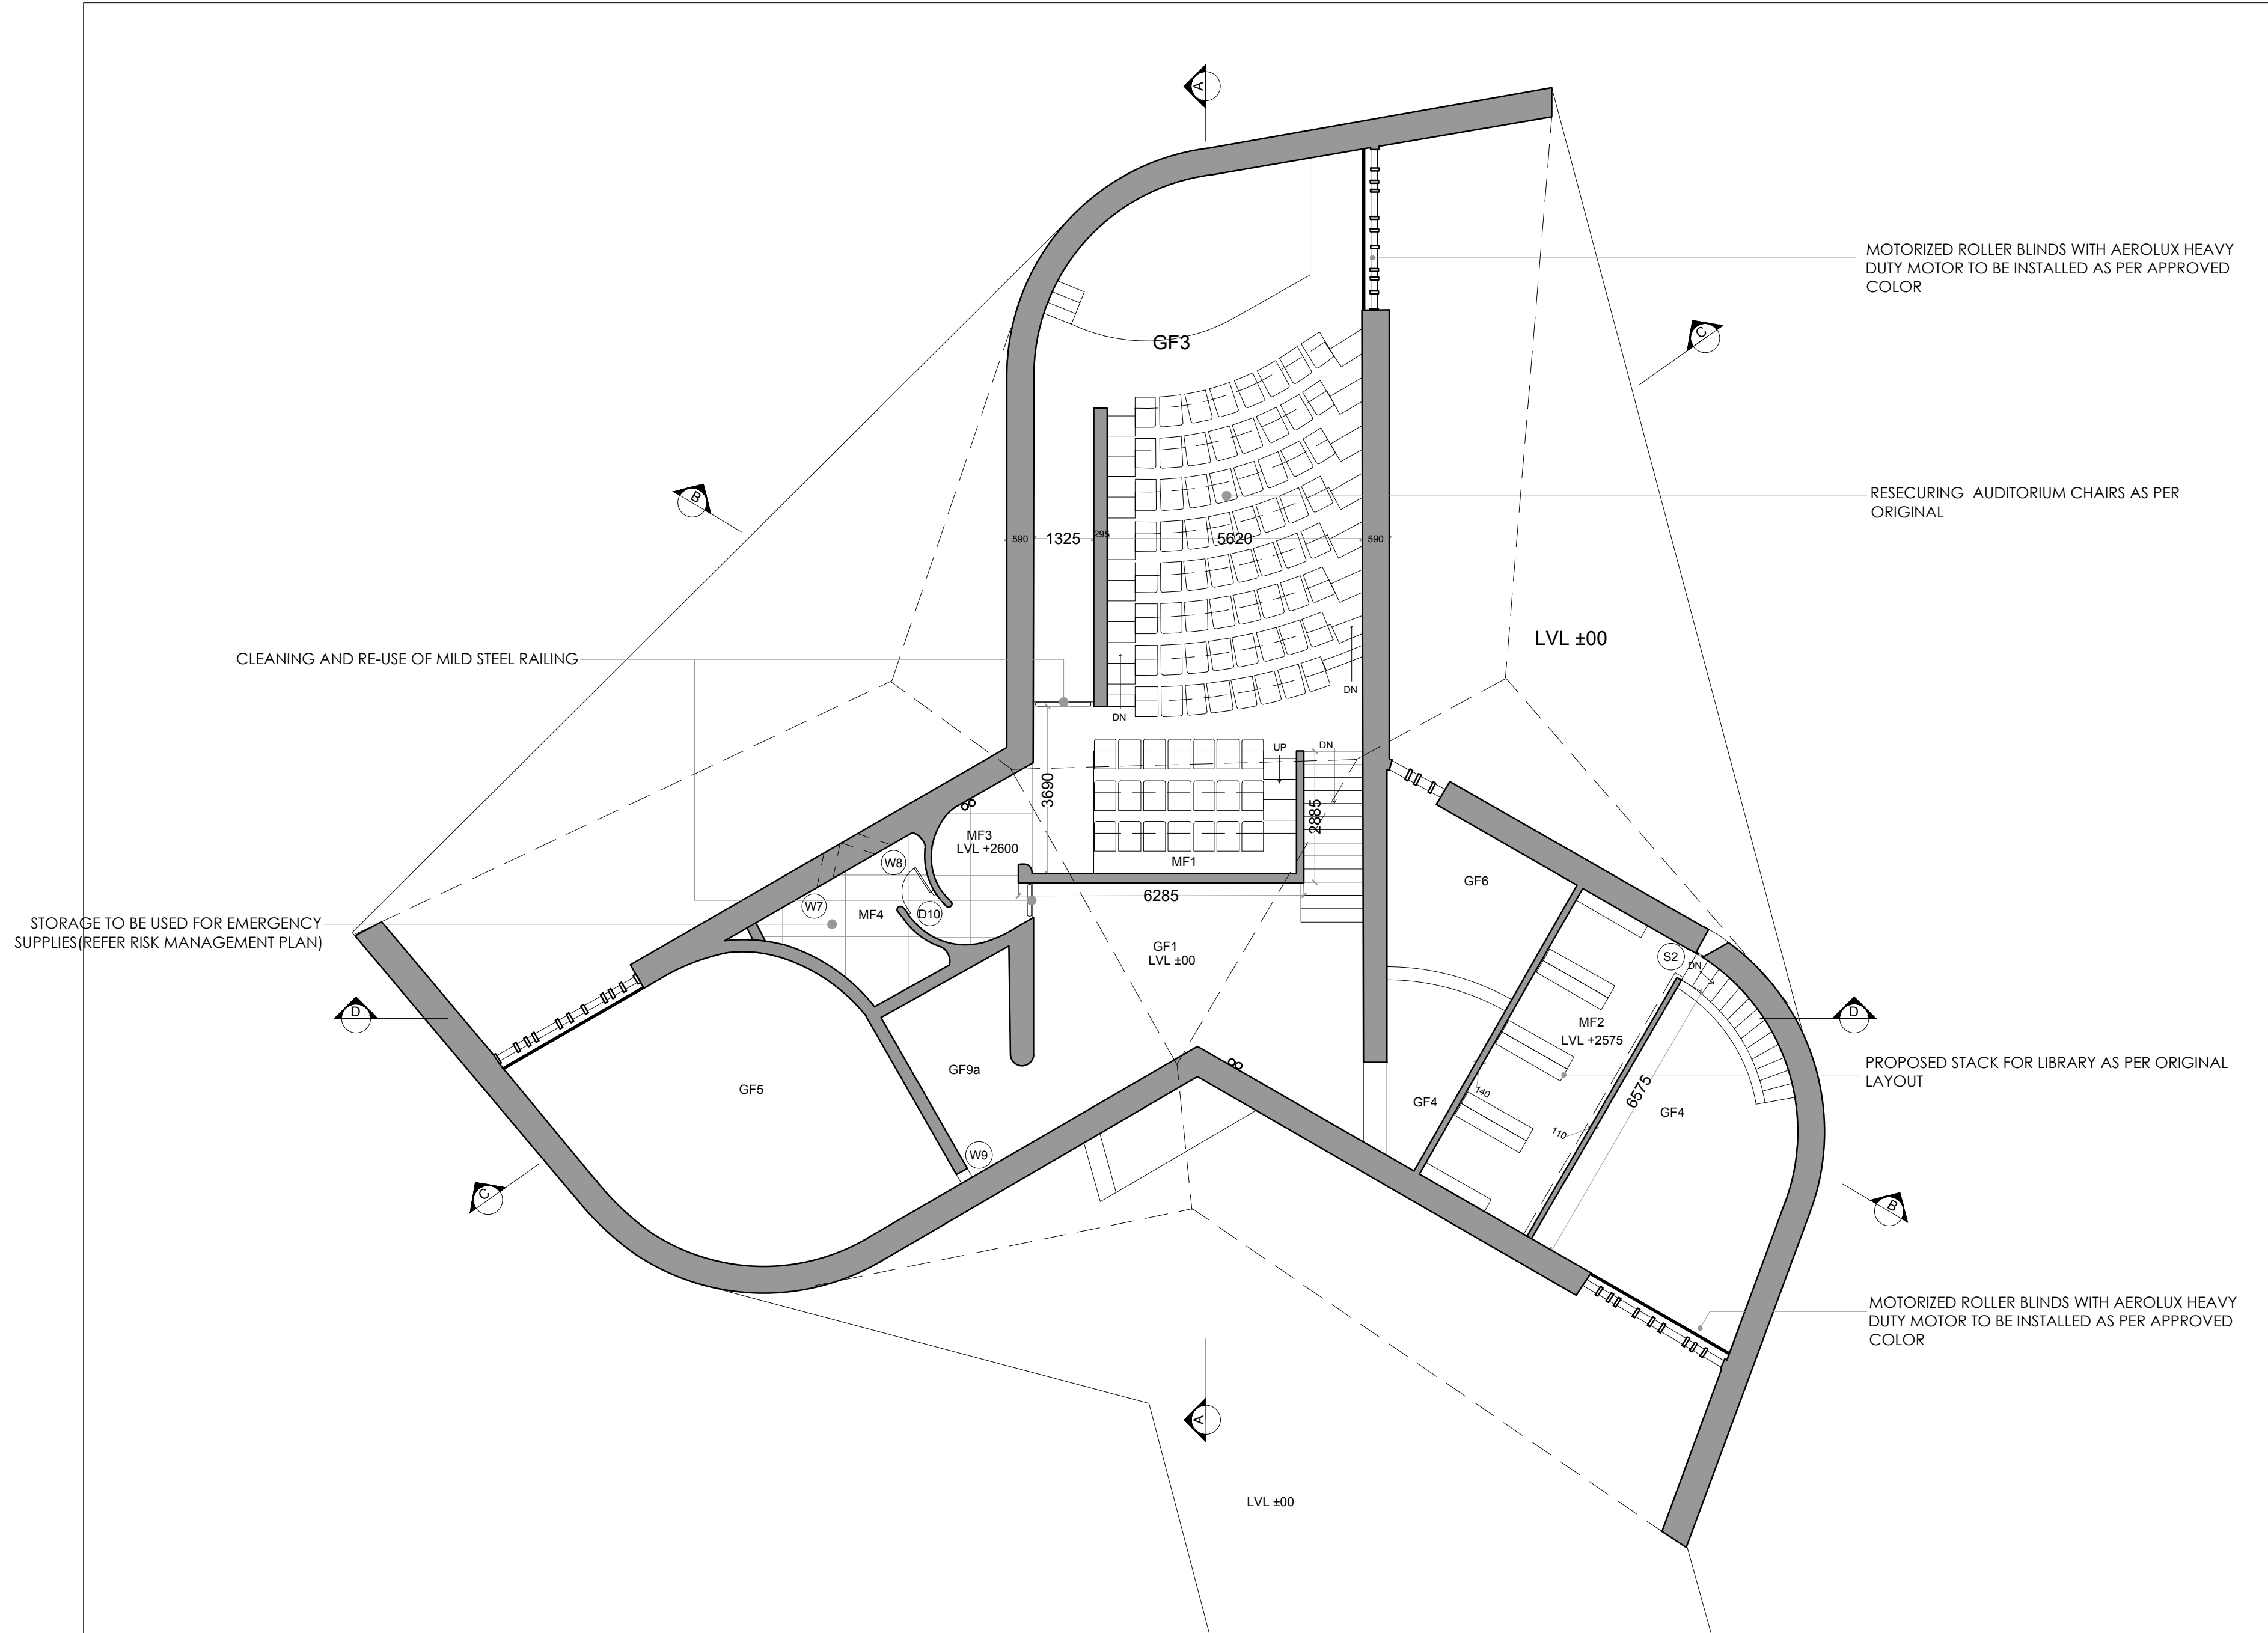 A
MOTORIZED ROLLER BLINDS WITH AEROLUX HEAVY
DUTY MOTOR TO BE INSTALLED AS PER APPROVED
COLOR
C
GF3
B
RESECURING AUDITORIUM CHAIRS AS PER
ORIGINAL
590
1325
295
5620
590
LVL ±00
CLEANING AND RE-USE OF MILD STEEL RAILING
DN
DN
UP
DN
3690
2885
MF3
LVL +2600
MF1
W8
GF6
6285
W7
MF4
D10
STORAGE TO BE USED FOR EMERGENCY
SUPPLIES(REFER RISK MANAGEMENT PLAN)
GF1
LVL ±00
S2
DN
D
D
MF2
LVL +2575
PROPOSED STACK FOR LIBRARY AS PER ORIGINAL
LAYOUT
GF9a
GF5
140
6575
GF4
GF4
110
W9
C
B
MOTORIZED ROLLER BLINDS WITH AEROLUX HEAVY
DUTY MOTOR TO BE INSTALLED AS PER APPROVED
COLOR
A
LVL ±00